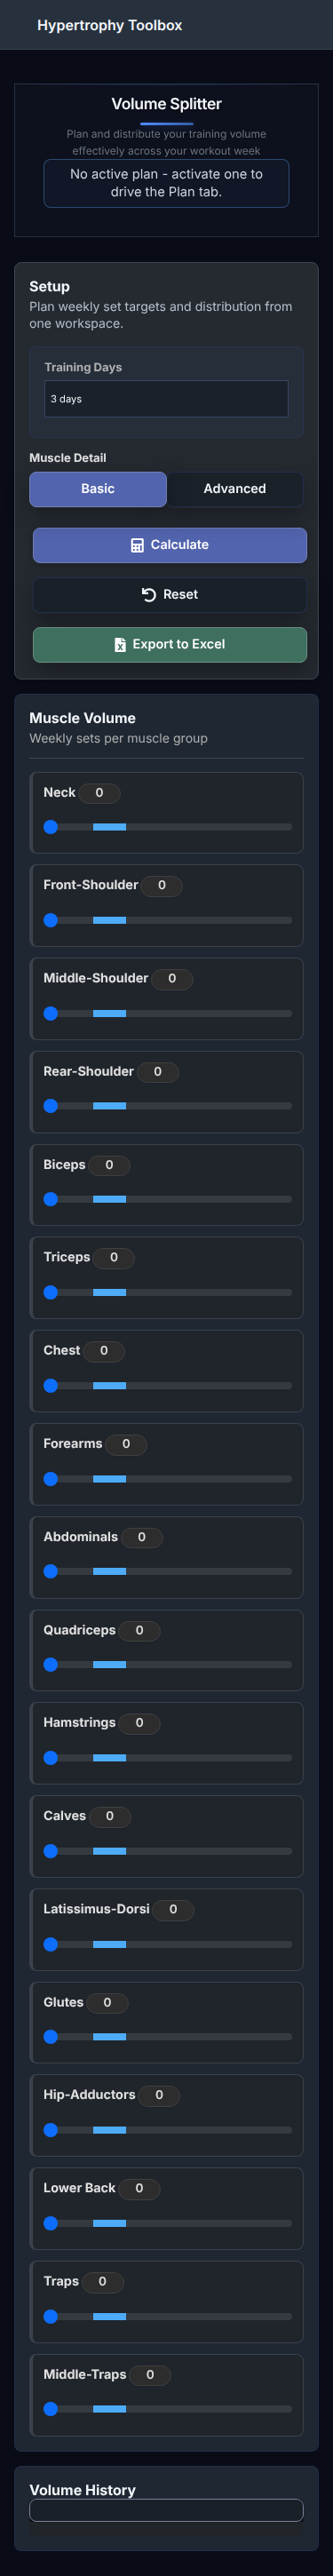 Hypertrophy Toolbox
Volume Splitter
Plan and distribute your training volume
effectively across your workout week
No active plan - activate one to
drive the Plan tab.
Setup
Plan weekly set targets and distribution from
one workspace.
Training Days
3 days
Muscle Detail
Basic
Advanced
Calculate
Reset
Export to Excel
Muscle Volume
Weekly sets per muscle group
Neck 0
Front-Shoulder 0
Middle-Shoulder 0
Rear-Shoulder 0
Biceps 0
Triceps 0
Chest 0
Forearms 0
Abdominals 0
Quadriceps 0
Hamstrings 0
Calves 0
Latissimus-Dorsi 0
Glutes 0
Hip-Adductors 0
Lower Back 0
Traps 0
Middle-Traps 0
Volume History